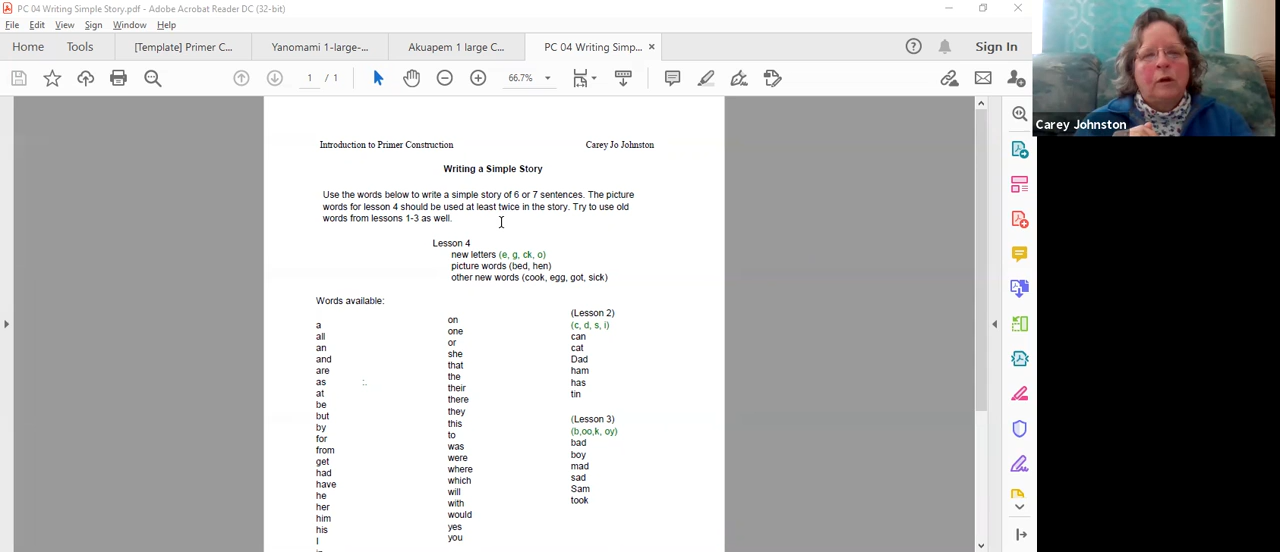 PC 04 Writing Simple Story.pdf - Adobe Acrobat Reader DC (32-bit)
File Edit View Sign Window Help
Home Tools [Template] Primer C... Yanomami 1-large-... Akuapem 1 large C... PC 04 Writing Simp... Sign In
1 / 1 66.7%
Carey Johnston
Introduction to Primer Construction Carey Jo Johnston
Writing a Simple Story
Use the words below to write a simple story of 6 or 7 sentences. The picture
words for lesson 4 should be used at least twice in the story. Try to use old
words from lessons 1-3 as well.
Lesson 4
new letters (e, g, ck, o)
picture words (bed, hen)
other new words (cook, egg, got, sick)
Words available:
a
all
an
and
are
as
at
be
but
by
for
from
get
had
have
he
her
him
his
I
on
one
or
she
that
the
their
there
they
this
to
was
were
where
which
will
with
would
yes
you
(Lesson 2)
(c, d, s, i)
can
cat
Dad
ham
has
tin
(Lesson 3)
(b,oo,k, oy)
bad
boy
mad
sad
Sam
took